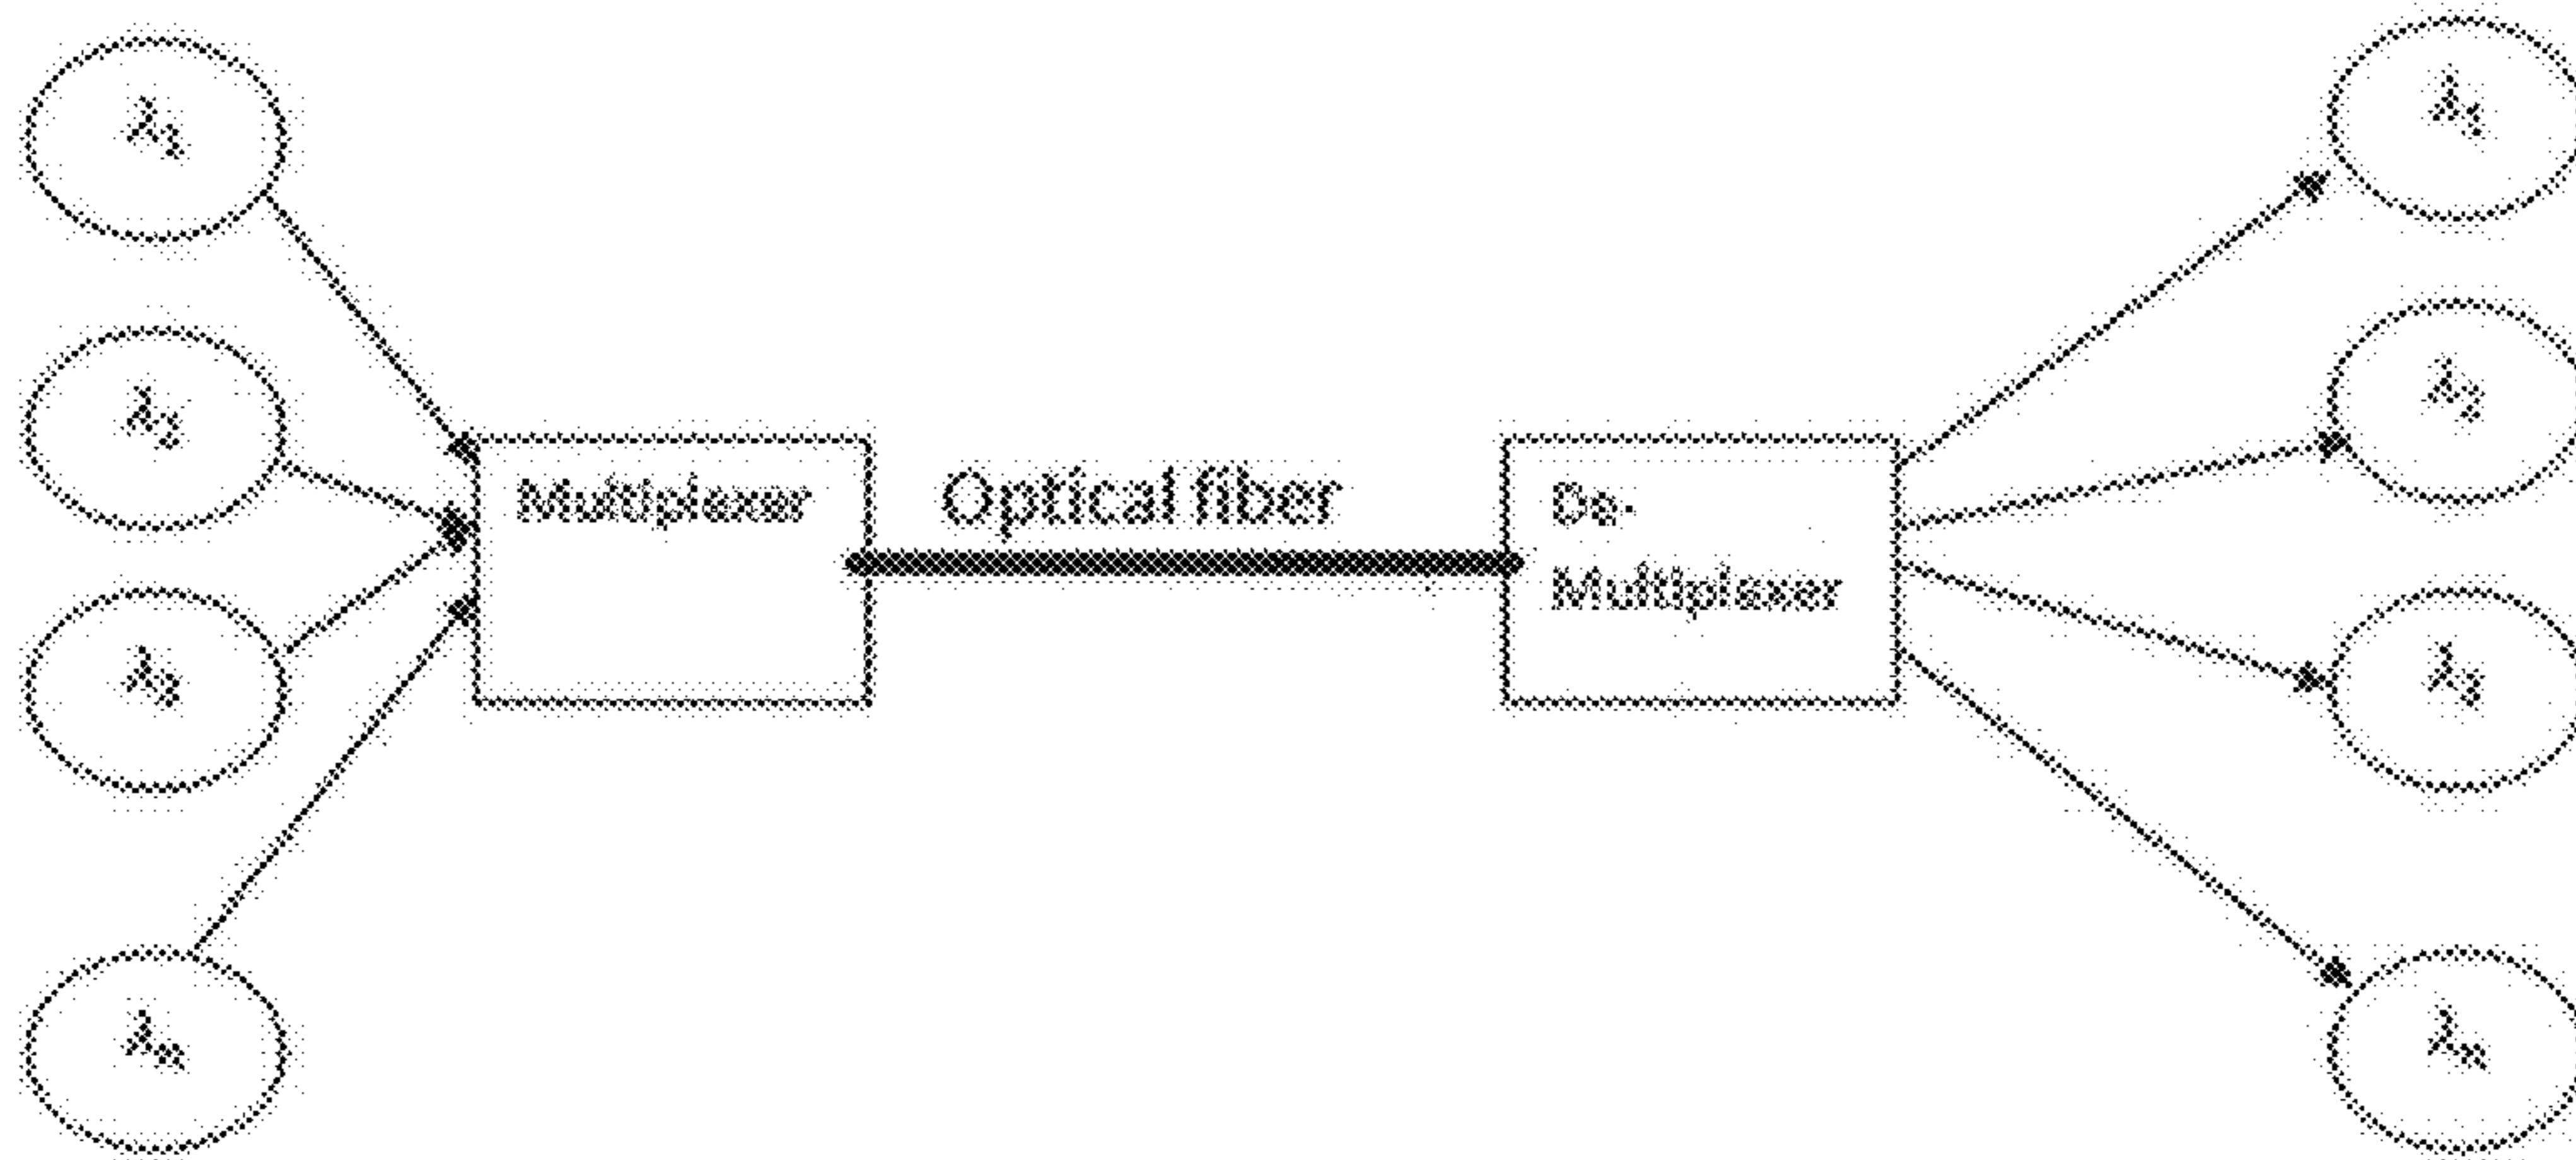 λ₁
λ₁
λ₂
λ₂
Multiplexer
Optical fiber
De-
Multiplexer
λ₃
λ₃
λₙ
λₙ